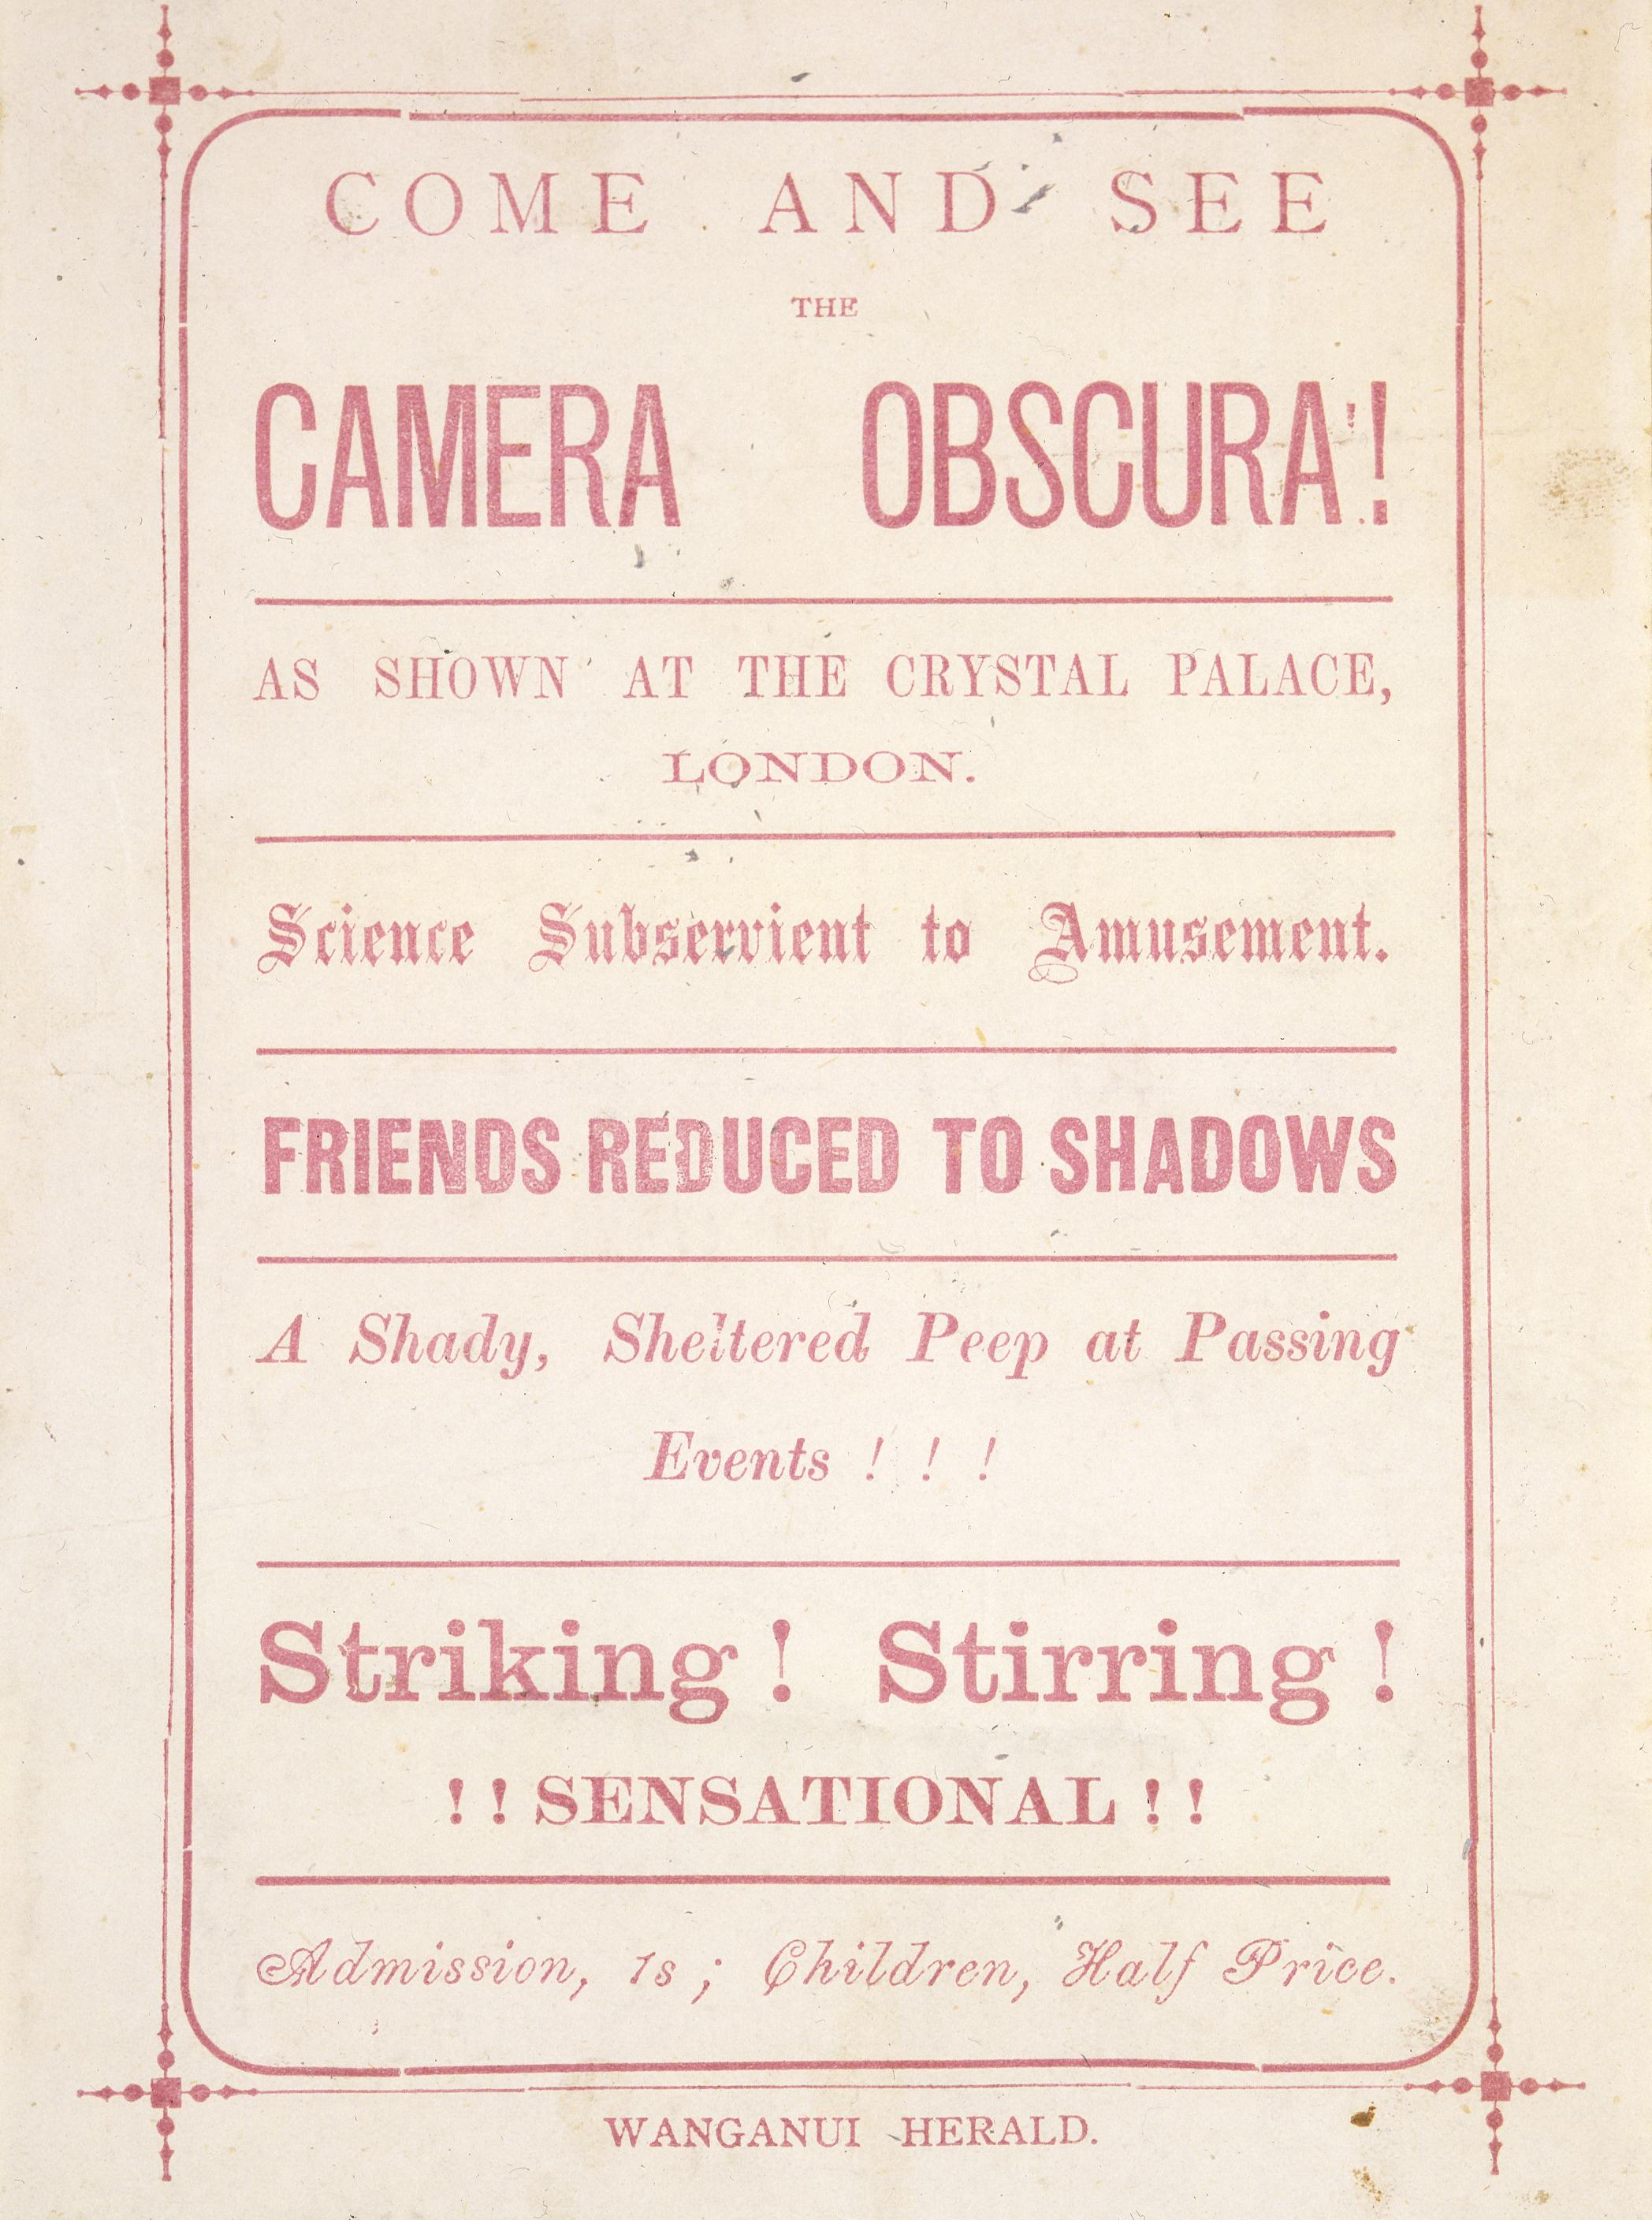 COME AND SEE
THE
CAMERA OBSCURA!
AS SHOWN AT THE CRYSTAL PALACE,
LONDON.
Science Subservient to Amusement.
FRIENDS REDUCED TO SHADOWS
A Shady, Sheltered Peep at Passing
Events ! ! !
Striking ! Stirring !
! ! SENSATIONAL ! !
Admission, 1s ; Children, Half Price.
WANGANUI HERALD.